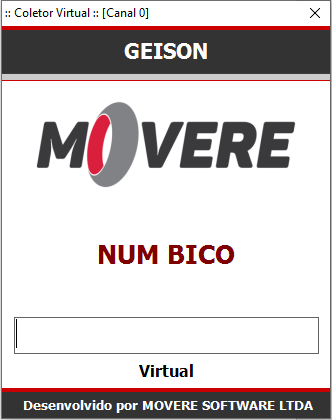 :: Coletor Virtual :: [Canal 0]
GEISON
MOVERE
NUM BICO
Virtual
Desenvolvido por MOVERE SOFTWARE LTDA